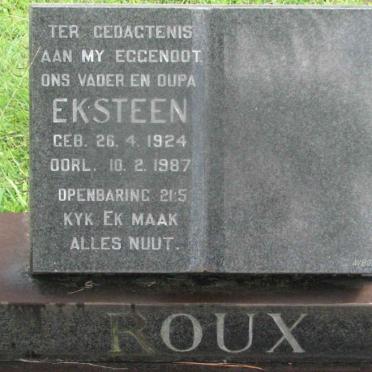 TER GEDAGTENIS
AAN MY EGGENOOT
ONS VADER EN OUPA
EKSTEEN
GEB. 26. 4. 1924
OORL. 10. 2. 1987
OPENBARING 21:5
KYK EK MAAK
ALLES NUUT.
ROUX